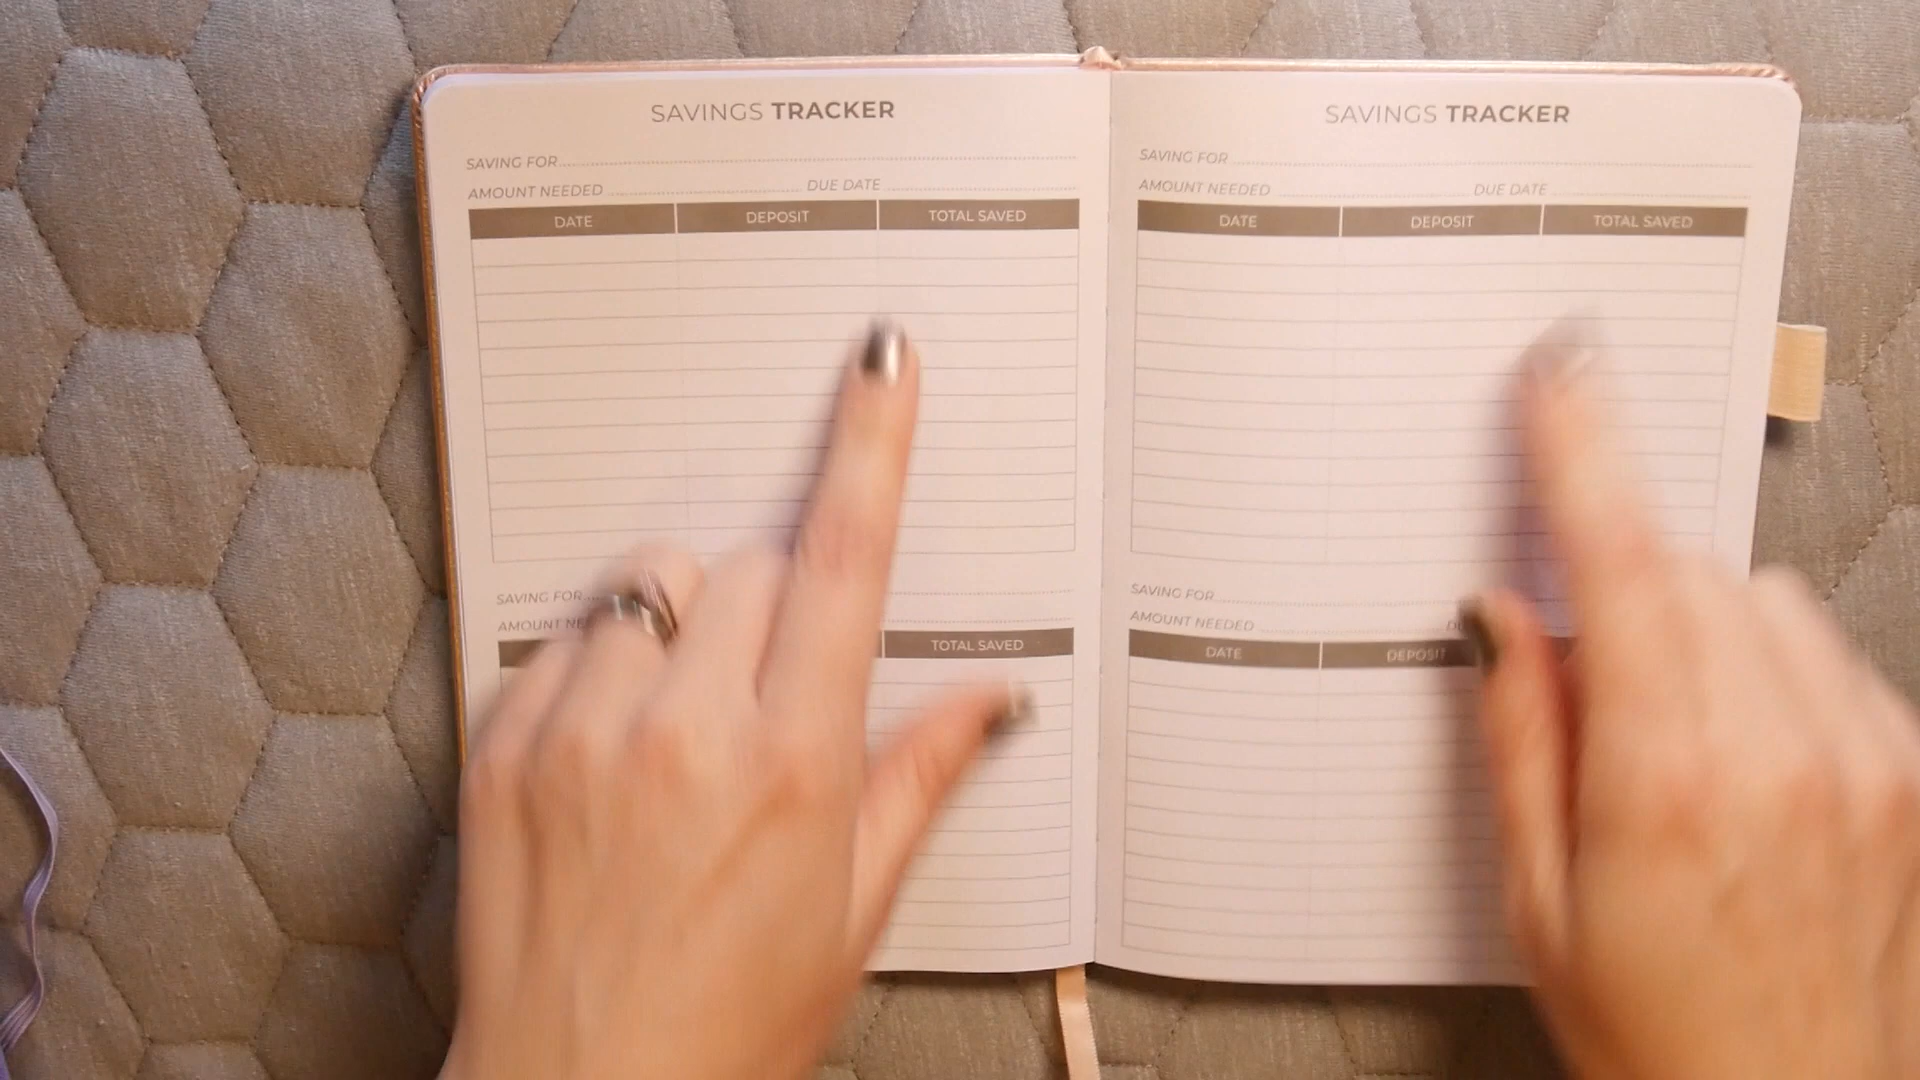 SAVINGS TRACKER
SAVING FOR
AMOUNT NEEDED DUE DATE
DATE DEPOSIT TOTAL SAVED
SAVING FOR
AMOUNT
TOTAL SAVED
SAVINGS TRACKER
SAVING FOR
AMOUNT NEEDED DUE DATE
DATE DEPOSIT TOTAL SAVED
SAVING FOR
AMOUNT NEEDED
DATE DEPOSIT